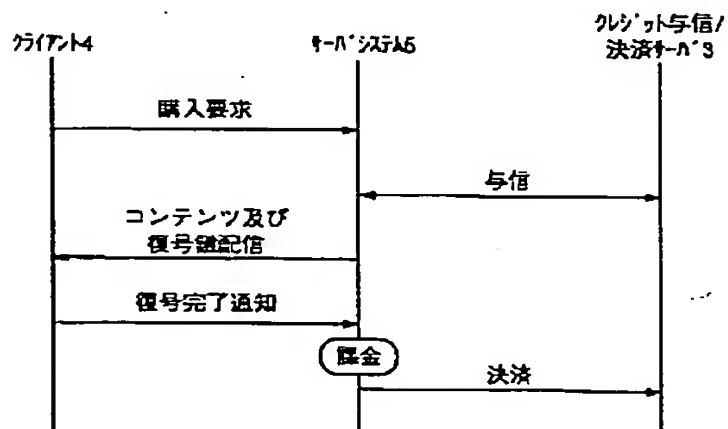 クライアント4
サーバシステム5
クレジット与信/
決済サーバ3
購入要求
与信
コンテンツ及び
復号鍵配信
復号完了通知
課金
決済